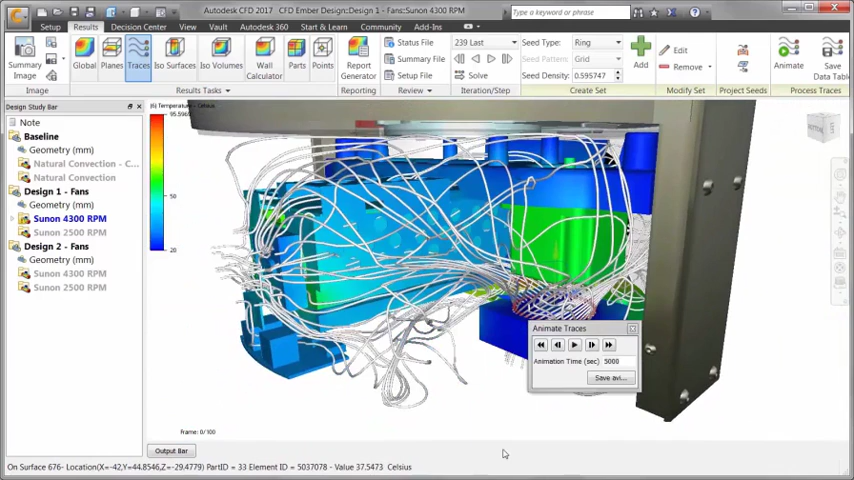 Autodesk CFD 2017 CFD Ember Design:Design 1 - Fans:Sunon 4300 RPM
Type a keyword or phrase
Setup Results Decision Center View Vault Autodesk 360 Start & Learn Community Add-Ins
Summary Image
Image
Global Planes Traces Iso Surfaces Iso Volumes Wall Calculator Parts Points
Results Tasks
Report Generator
Reporting
Status File
Summary File
Setup File
Review
239 Last
Solve
Iteration/Step
Seed Type: Ring
Seed Pattern: Grid
Seed Density: 0.595747
Add
Create Set
Edit
Remove
Modify Set
Project Seeds
Animate
Save Data Table
Process Traces
Design Study Bar
Note
Baseline
Geometry (mm)
Natural Convection - C...
Natural Convection
Design 1 - Fans
Geometry (mm)
Sunon 4300 RPM
Sunon 2500 RPM
Design 2 - Fans
Geometry (mm)
Sunon 4300 RPM
Sunon 2500 RPM
Temperature - Celsius
50
20
LEFT
Animate Traces
Animation Time (sec) 5000
Save avi...
Frame: 0/100
Output Bar
On Surface 676- Location(X=-42,Y=44.8546,Z=-29.4779) PartID = 33 Element ID = 5037078 - Value 37.5473 Celsius